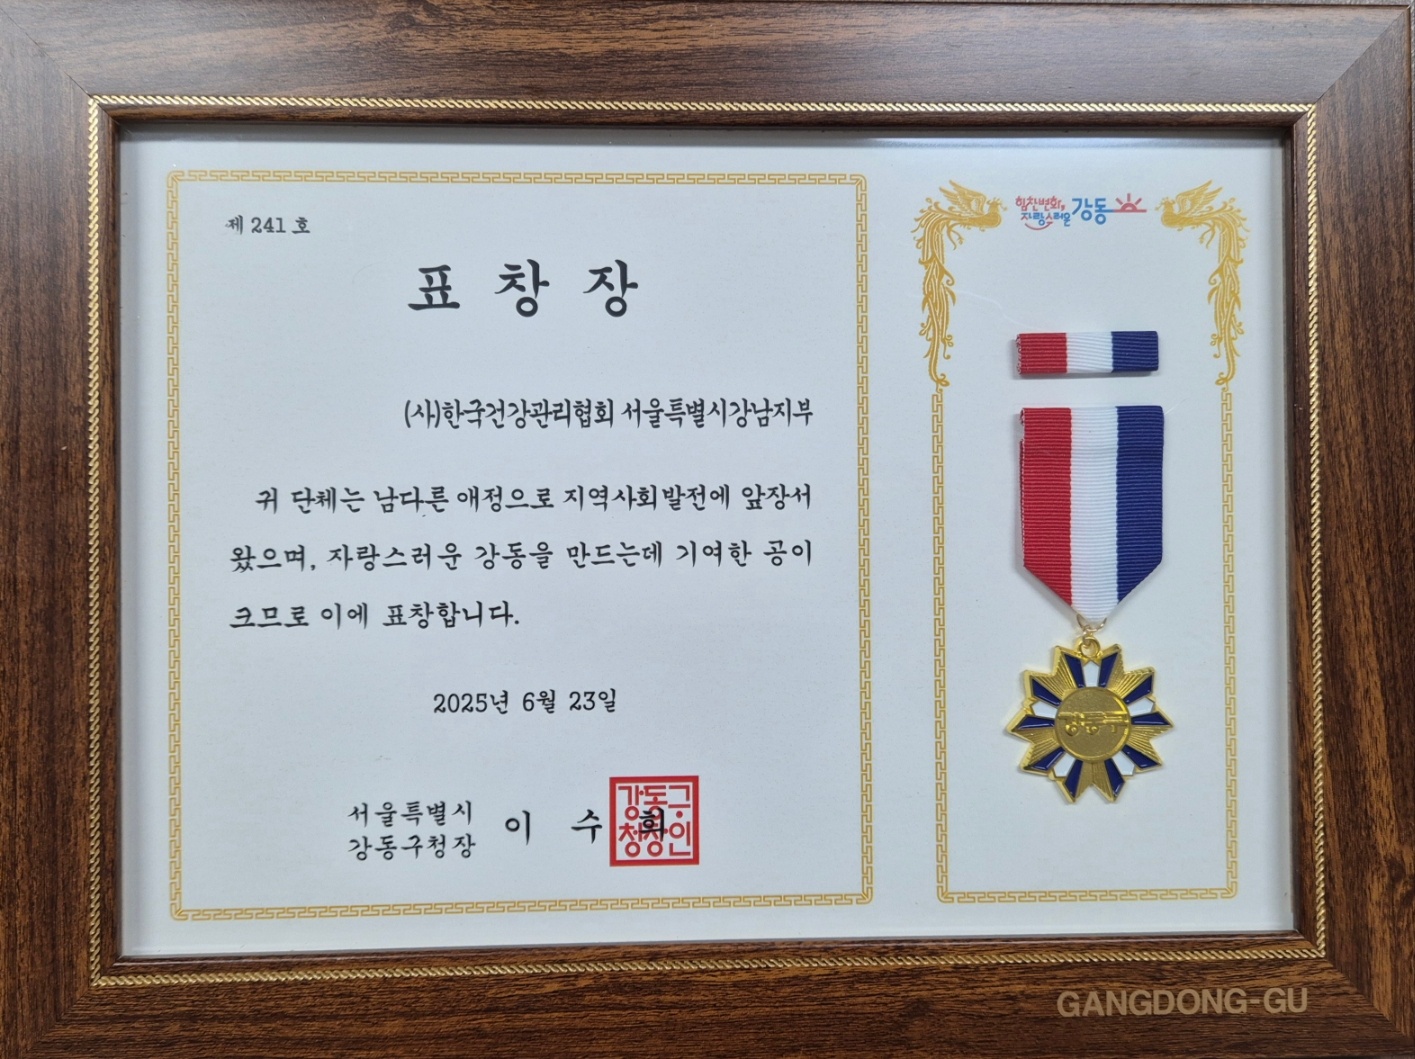 제 241 호
표 창 장
(사)한국건강관리협회 서울특별시강남지부
귀 단체는 남다른 애정으로 지역사회발전에 앞장서
왔으며, 자랑스러운 강동을 만드는데 기여한 공이
크므로 이에 표창합니다.
2025년 6월 23일
서울특별시
강동구청장
이 수 희
강동구
청장인
힘찬변화,
자랑스러운 강동
강동구
GANGDONG-GU